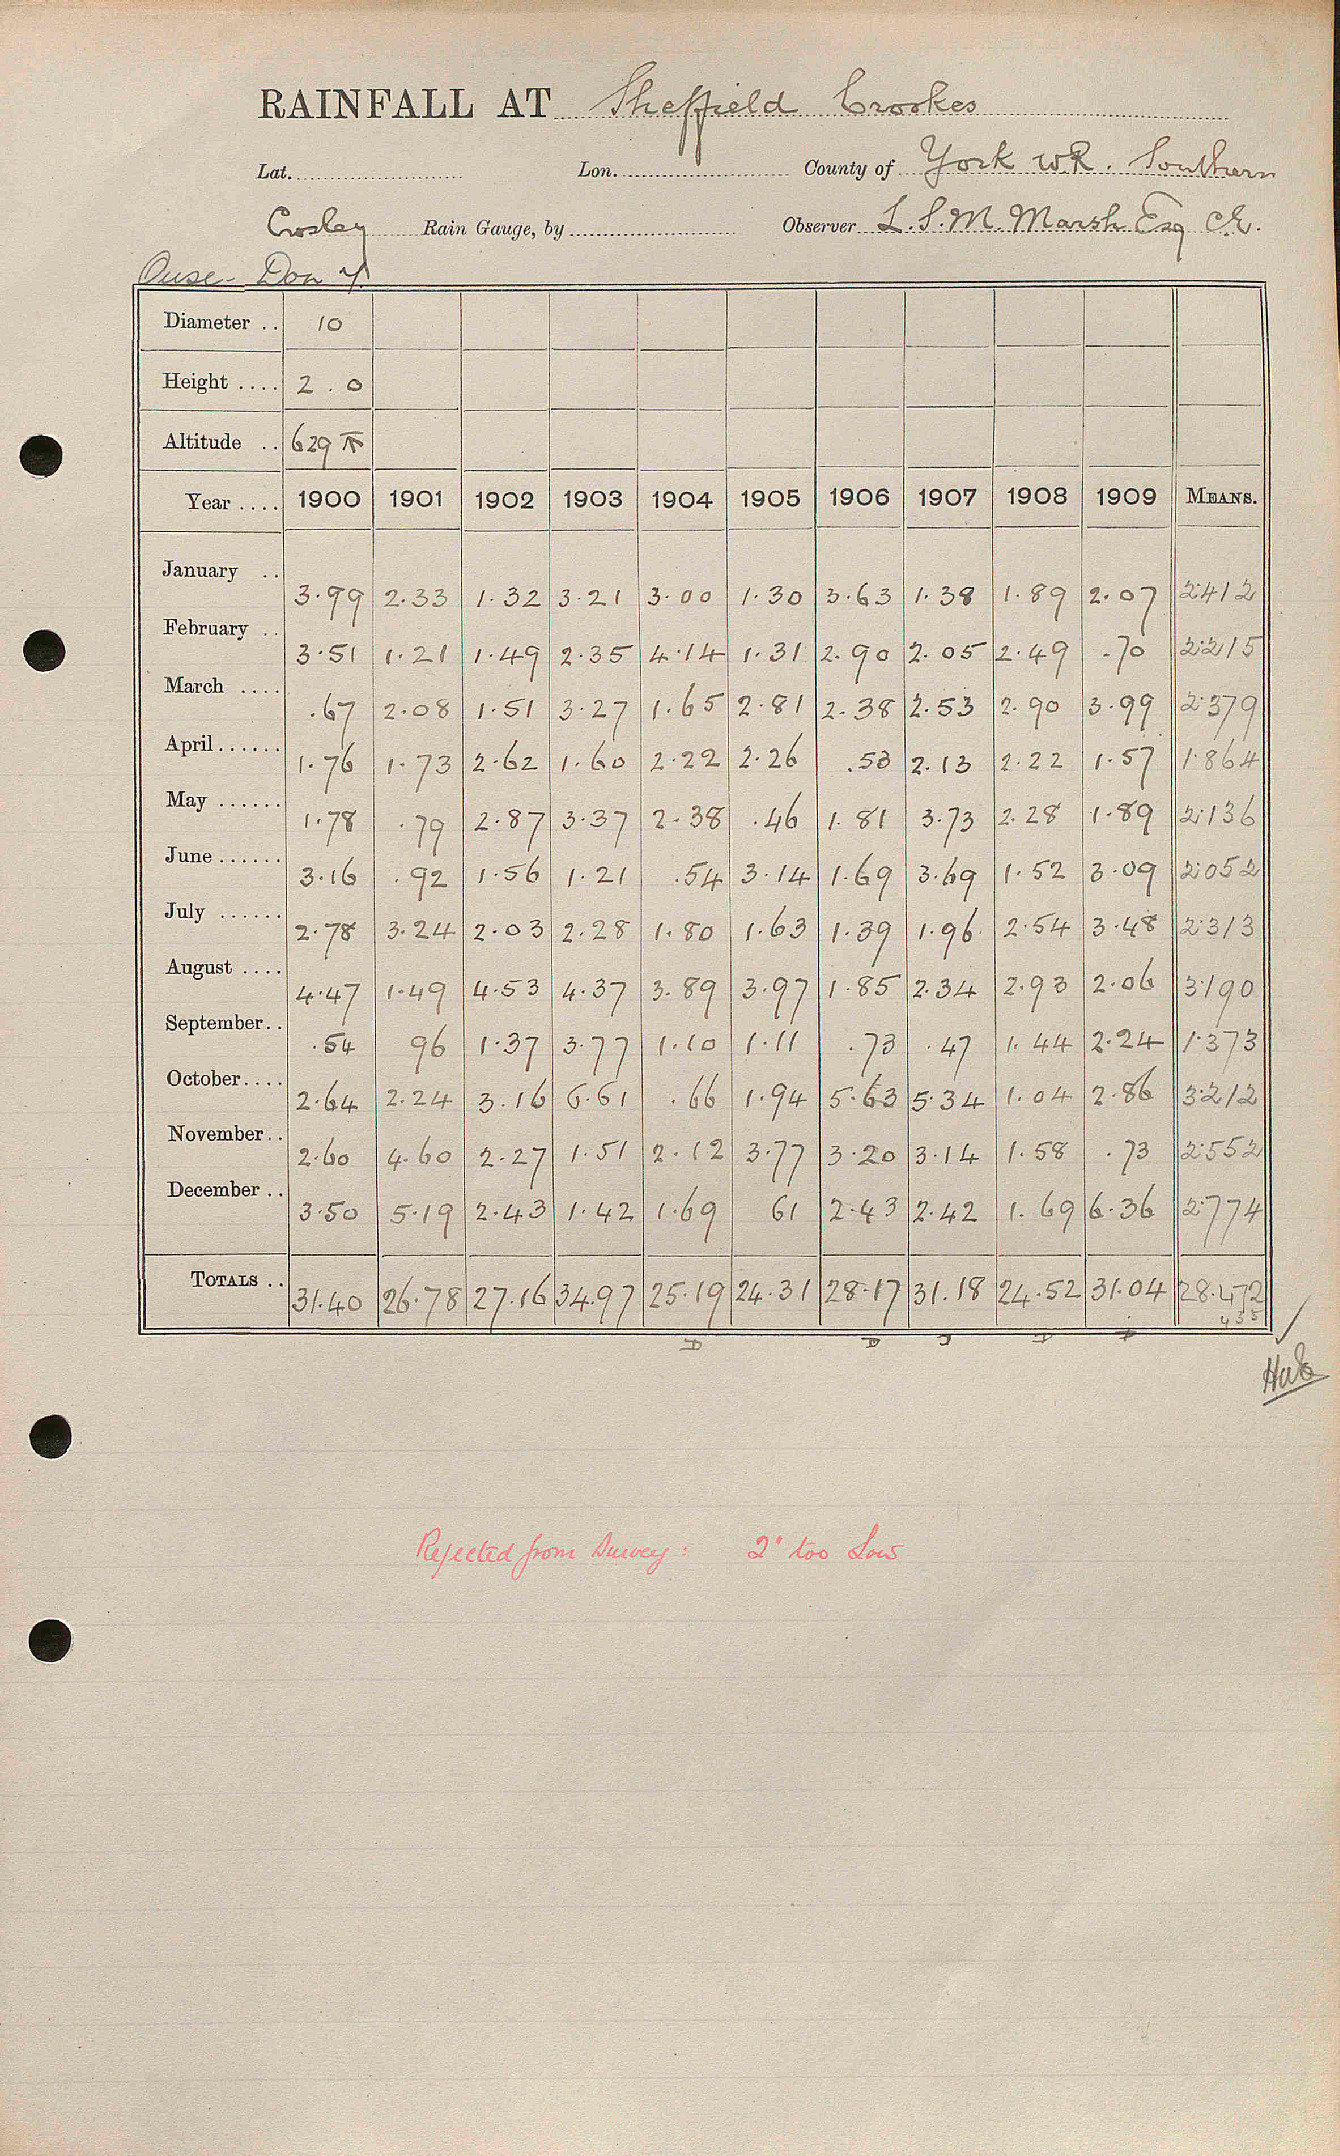 RAINFALL AT Sheffield Crookes
Lat. Lon. County of York W.R. Southern
Crosley Rain Gauge, by Observer L.S.M. Marsh Esq C.E.
Ouse - Don
Diameter .. 10
Height .... 2 . 0
Altitude .. 629
Year .... 1900 1901 1902 1903 1904 1905 1906 1907 1908 1909 MEANS.
January .. 3.99 2.33 1.32 3.21 3.00 1.30 3.63 1.38 1.89 2.07 2.412
February .. 3.51 1.21 1.49 2.35 4.14 1.31 2.90 2.05 2.49 .70 2.215
March .... .67 2.08 1.51 3.27 1.65 2.81 2.38 2.53 2.90 3.99 2.379
April...... 1.76 1.73 2.62 1.60 2.22 2.26 .53 2.13 2.22 1.57 1.864
May ...... 1.78 .79 2.87 3.37 2.38 .46 1.81 3.73 2.28 1.89 2.136
June ...... 3.16 .92 1.56 1.21 .54 3.14 1.69 3.69 1.52 3.09 2.052
July ...... 2.78 3.24 2.03 2.28 1.80 1.63 1.39 1.96 2.54 3.48 2.313
August .... 4.47 1.49 4.53 4.37 3.89 3.97 1.85 2.34 2.93 2.06 3.190
September.. .54 96 1.37 3.77 1.10 1.11 .73 .47 1.44 2.24 1.373
October.... 2.64 2.24 3.16 6.61 .66 1.94 5.63 5.34 1.04 2.86 3.212
November.. 2.60 4.60 2.27 1.51 2.12 3.77 3.20 3.14 1.58 .73 2.552
December .. 3.50 5.19 2.43 1.42 1.69 61 2.43 2.42 1.69 6.36 2.774
TOTALS .. 31.40 26.78 27.16 34.97 25.19 24.31 28.17 31.18 24.52 31.04 28.472
435
Rejected from Survey : 2" too Low